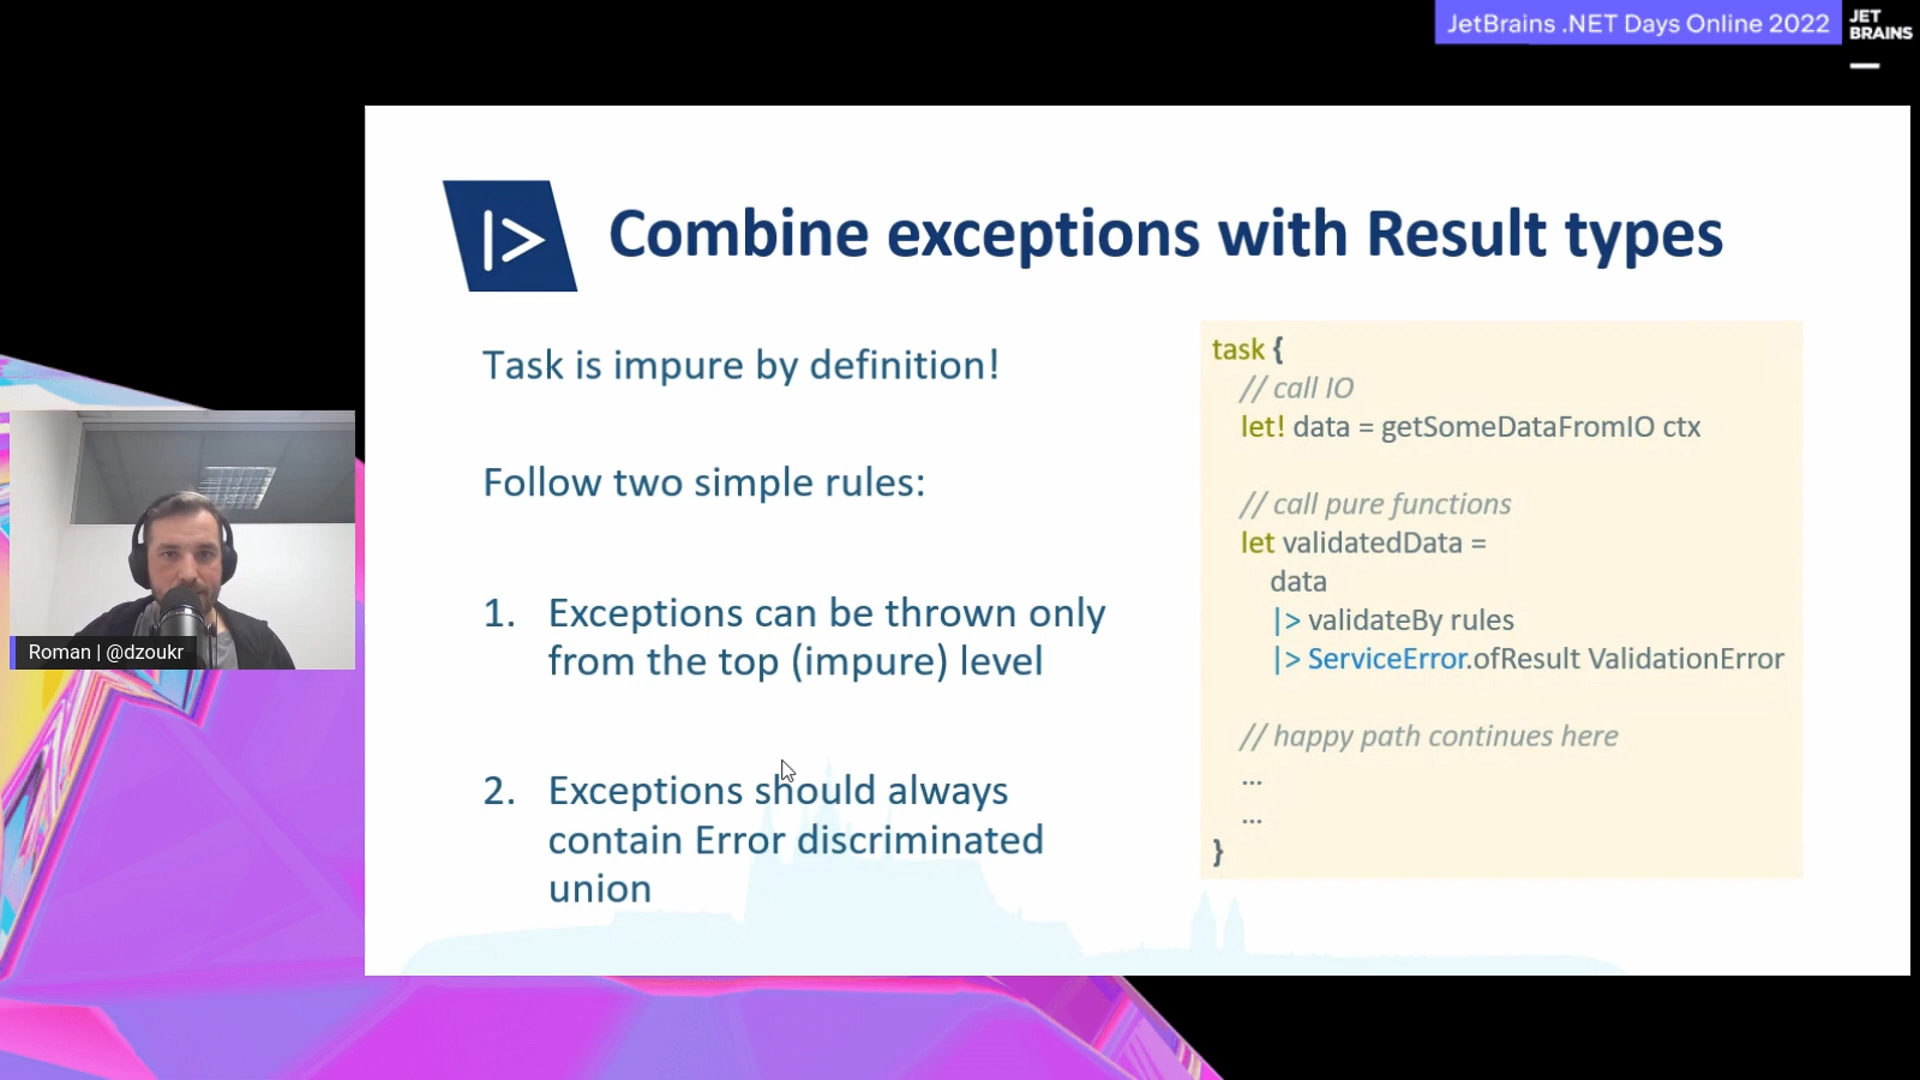 JetBrains .NET Days Online 2022
JET
BRAINS
|> Combine exceptions with Result types
Task is impure by definition!
Follow two simple rules:
1. Exceptions can be thrown only
from the top (impure) level
2. Exceptions should always
contain Error discriminated
union
task {
// call IO
let! data = getSomeDataFromIO ctx
// call pure functions
let validatedData =
data
|> validateBy rules
|> ServiceError.ofResult ValidationError
// happy path continues here
...
...
}
Roman | @dzoukr